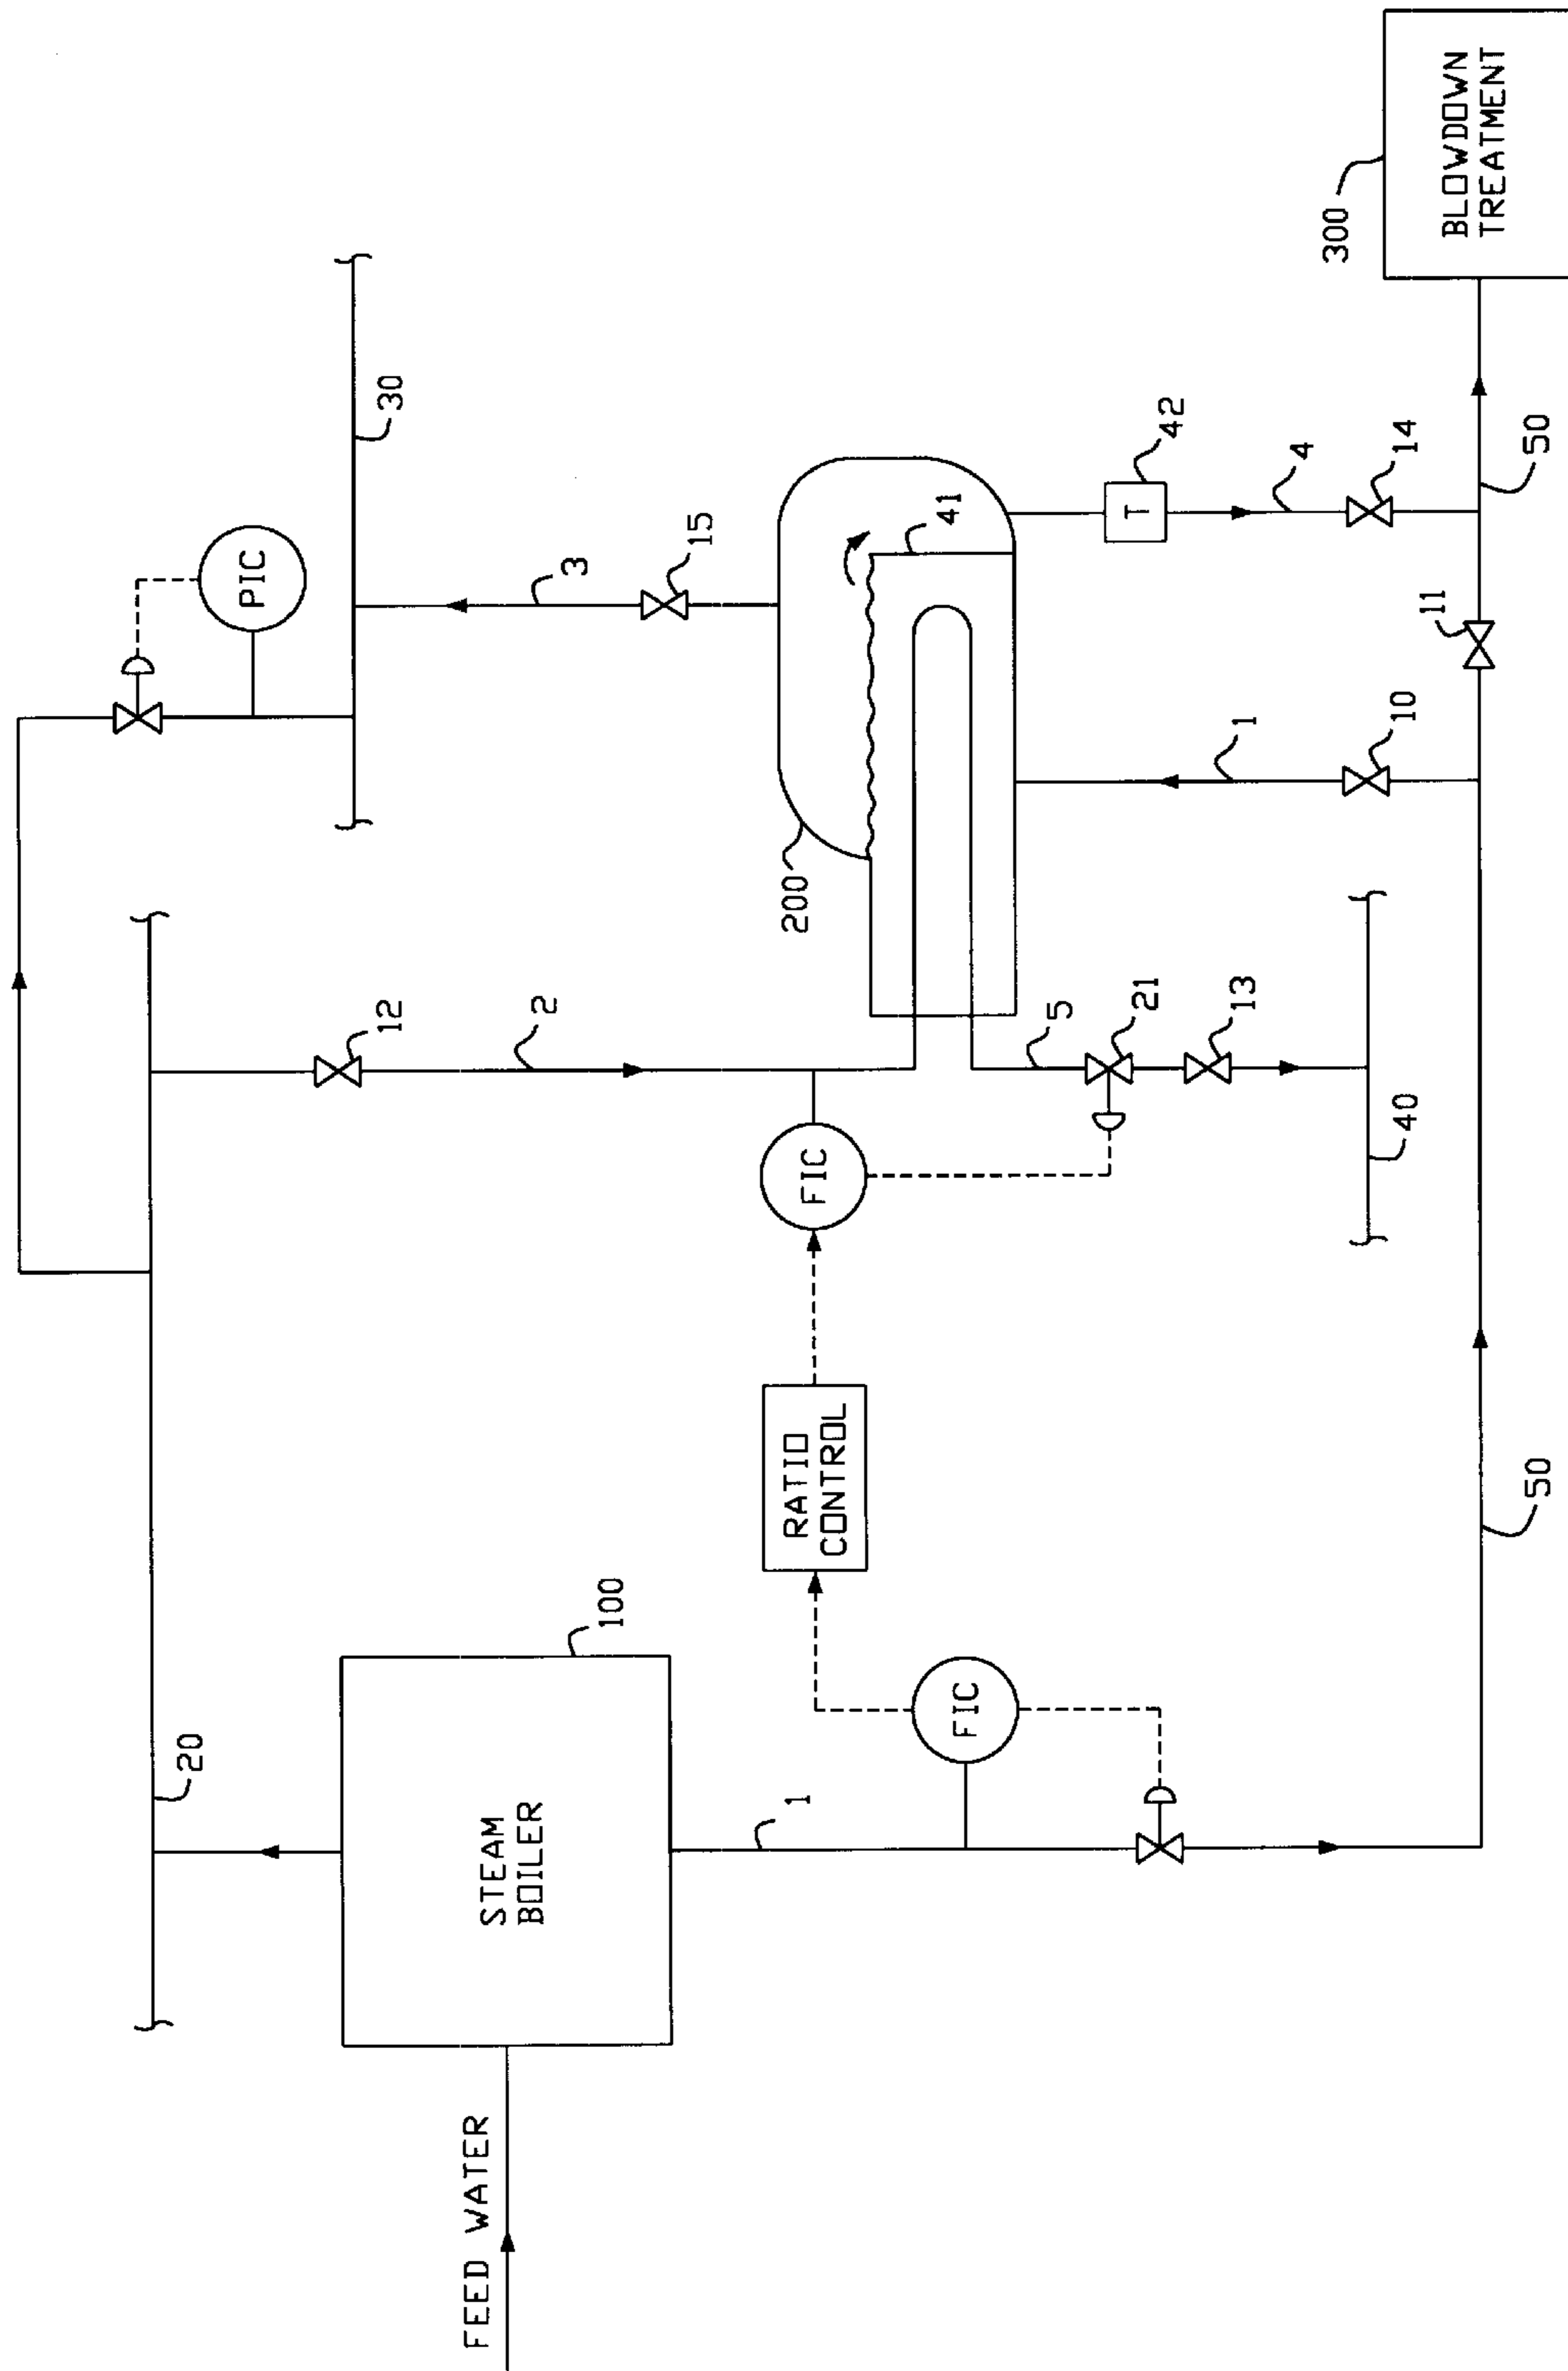 FEED WATER
STEAM
BOILER
100
20
1
FIC
RATIO
CONTROL
FIC
12
2
5
21
13
40
50
200
PIC
30
3
15
41
42
T
4
14
1
10
11
50
300
BLOWDOWN
TREATMENT